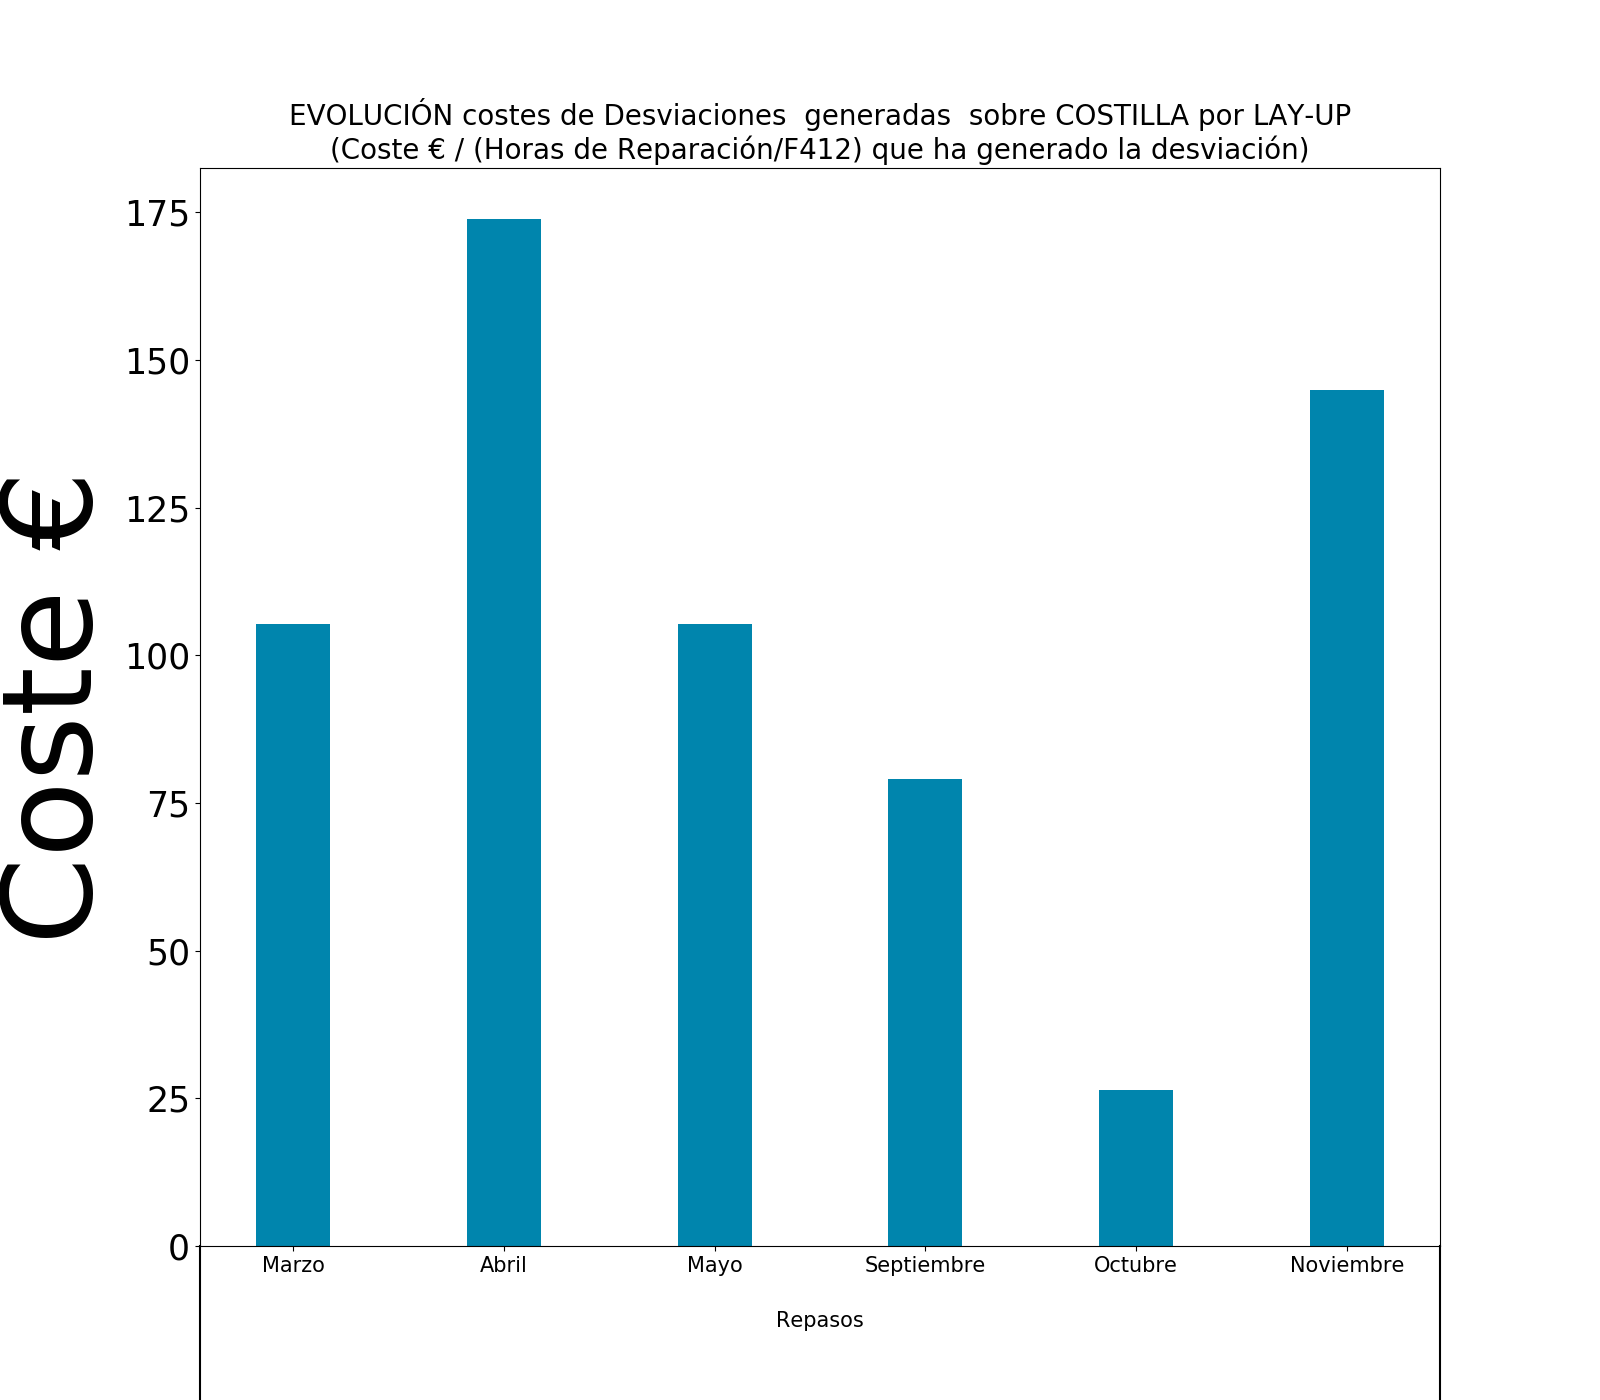 EVOLUCIÓN costes de Desviaciones  generadas  sobre COSTILLA por LAY-UP
(Coste € / (Horas de Reparación/F412) que ha generado la desviación)
Coste €
175
150
125
100
75
50
25
0
Marzo Abril Mayo Septiembre Octubre Noviembre
Repasos